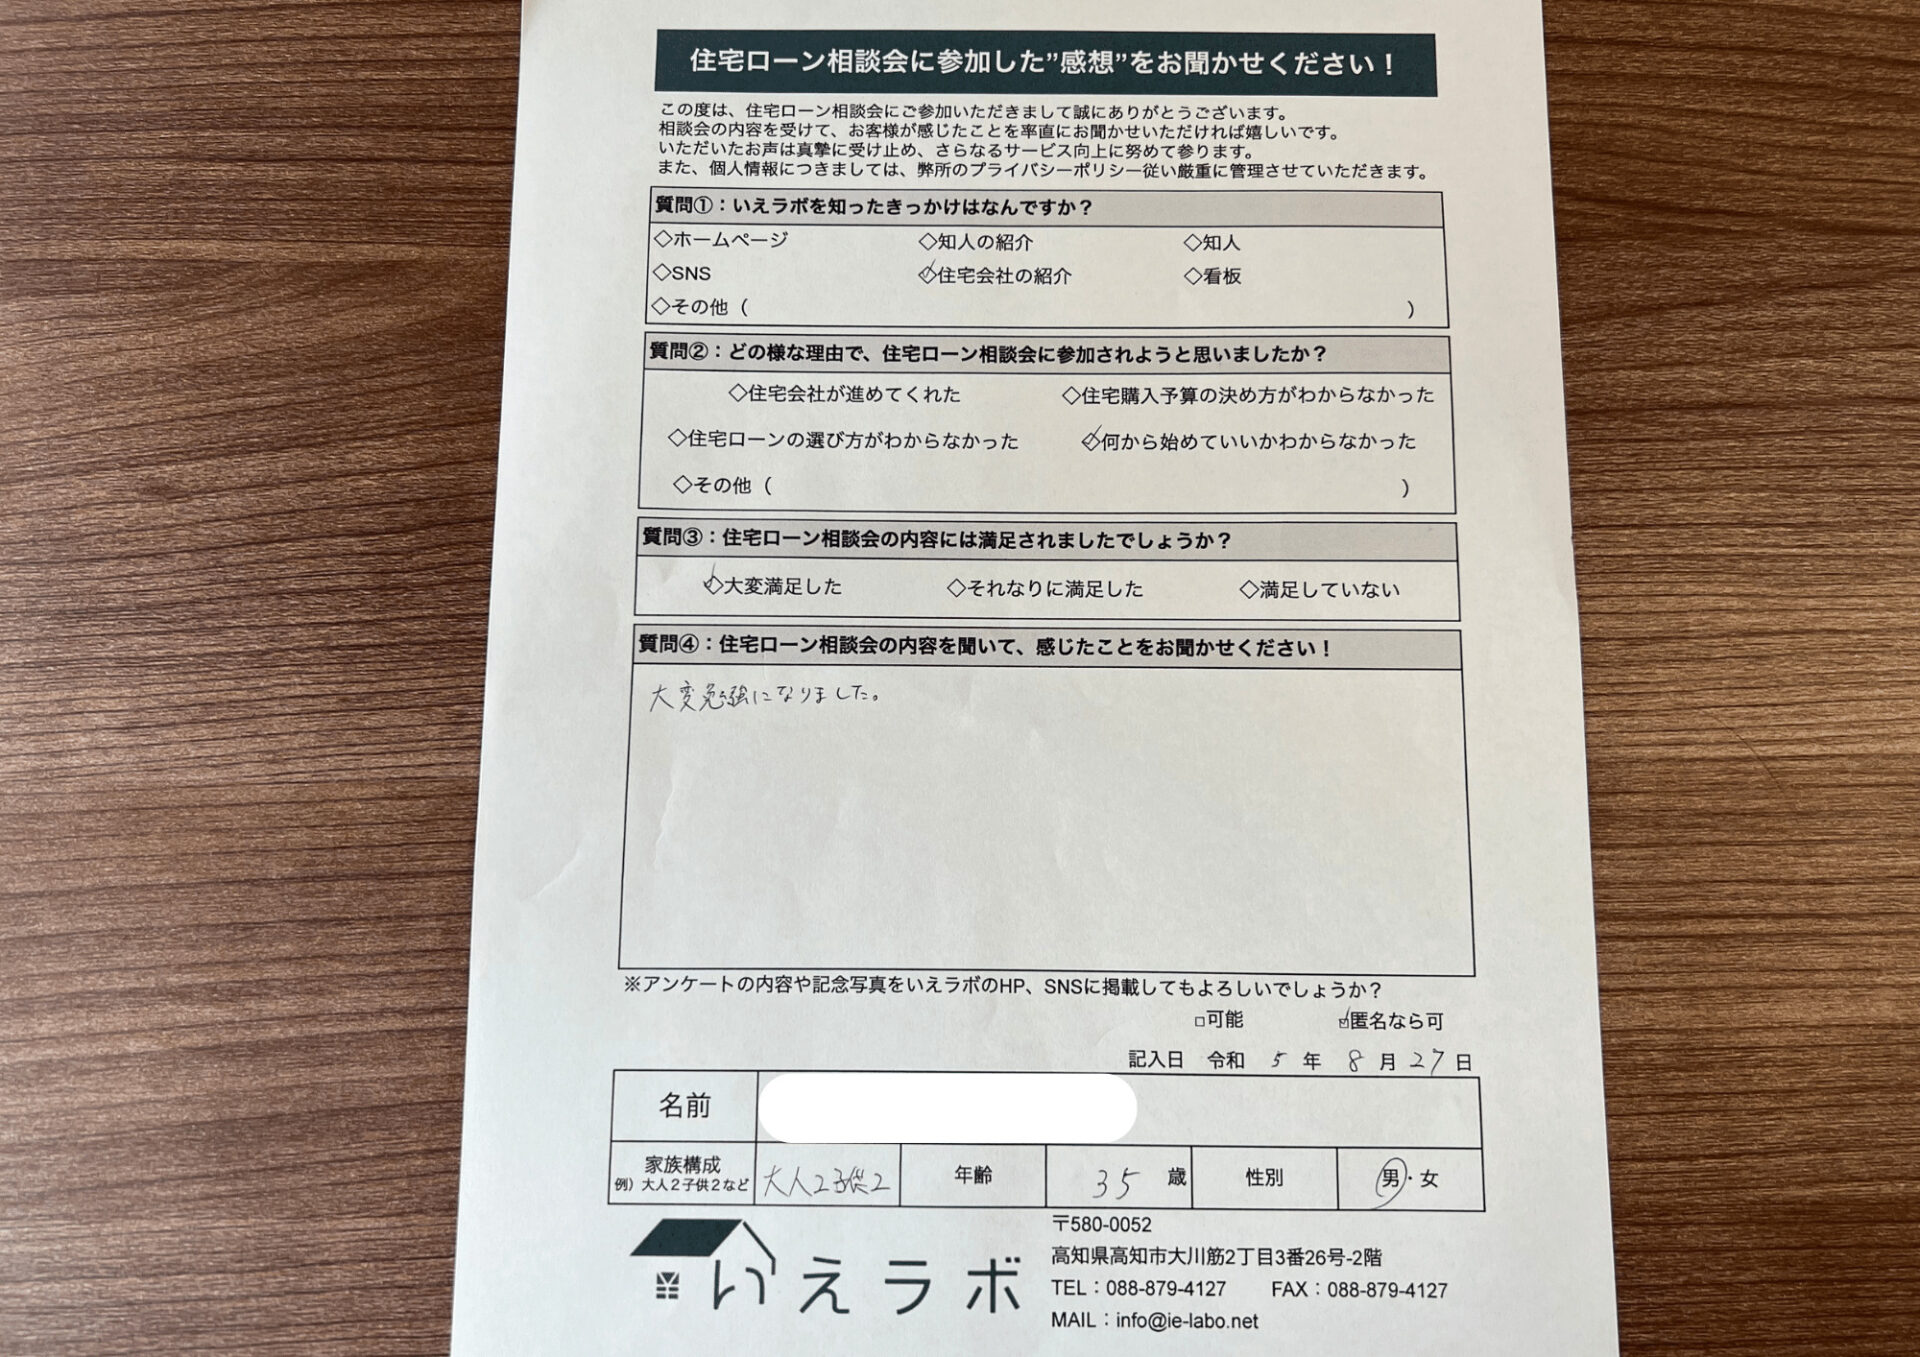 住宅ローン相談会に参加した”感想”をお聞かせください！
この度は、住宅ローン相談会にご参加いただきまして誠にありがとうございます。
相談会の内容を受けて、お客様が感じたことを率直にお聞かせいただければ嬉しいです。
いただいたお声は真摯に受け止め、さらなるサービス向上に努めて参ります。
また、個人情報につきましては、弊所のプライバシーポリシー従い厳重に管理させていただきます。
質問①：いえラボを知ったきっかけはなんですか？
◇ホームページ ◇知人の紹介 ◇知人
◇SNS ◇住宅会社の紹介 ◇看板
◇その他（ ）
質問②：どの様な理由で、住宅ローン相談会に参加されようと思いましたか？
◇住宅会社が進めてくれた ◇住宅購入予算の決め方がわからなかった
◇住宅ローンの選び方がわからなかった ◇何から始めていいかわからなかった
◇その他（ ）
質問③：住宅ローン相談会の内容には満足されましたでしょうか？
◇大変満足した ◇それなりに満足した ◇満足していない
質問④：住宅ローン相談会の内容を聞いて、感じたことをお聞かせください！
大変勉強になりました。
※アンケートの内容や記念写真をいえラボのHP、SNSに掲載してもよろしいでしょうか？
□可能 ☑匿名なら可
記入日 令和 5 年 8 月 27 日
名前
家族構成 大人2子供2 年齢 35 歳 性別 男・女
例）大人２子供２など
いえラボ
〒580-0052
高知県高知市大川筋2丁目3番26号-2階
TEL：088-879-4127 FAX：088-879-4127
MAIL：info@ie-labo.net